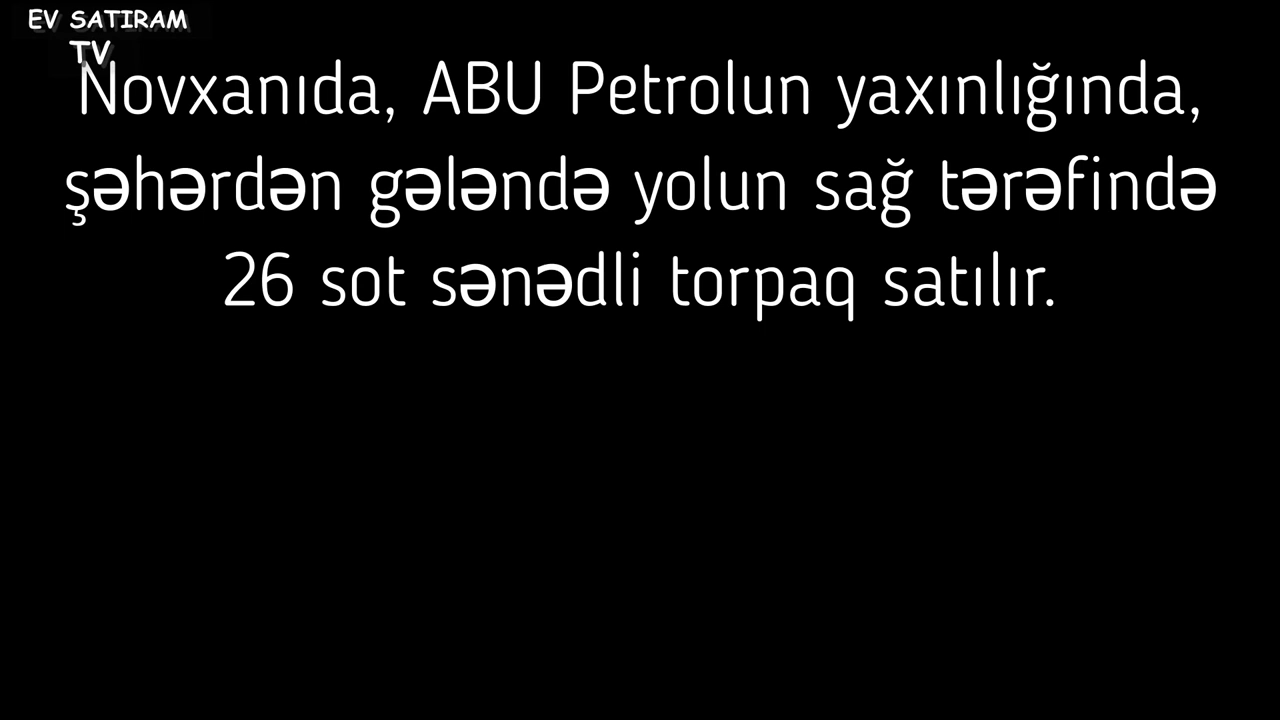 EV SATIRAM
TV
Novxanıda, ABU Petrolun yaxınlığında,
şəhərdən gələndə yolun sağ tərəfində
26 sot sənədli torpaq satılır.